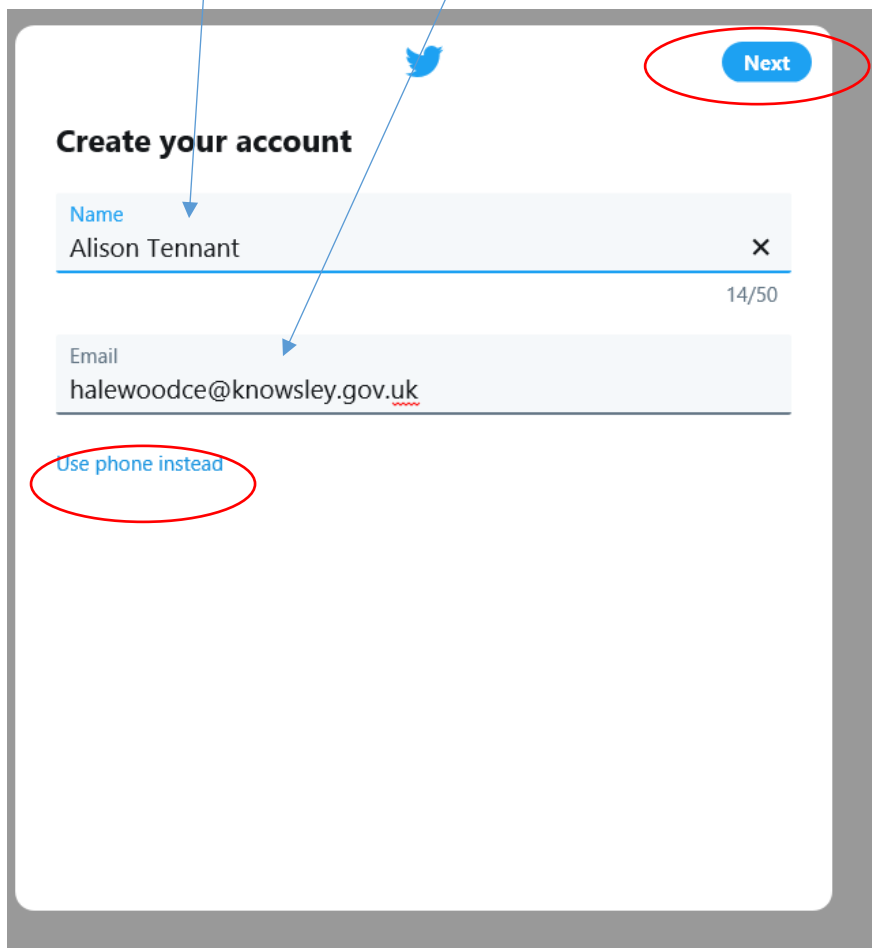 Next
Create your account
Name
Alison Tennant
14/50
Email
halewoodce@knowsley.gov.uk
Use phone instead